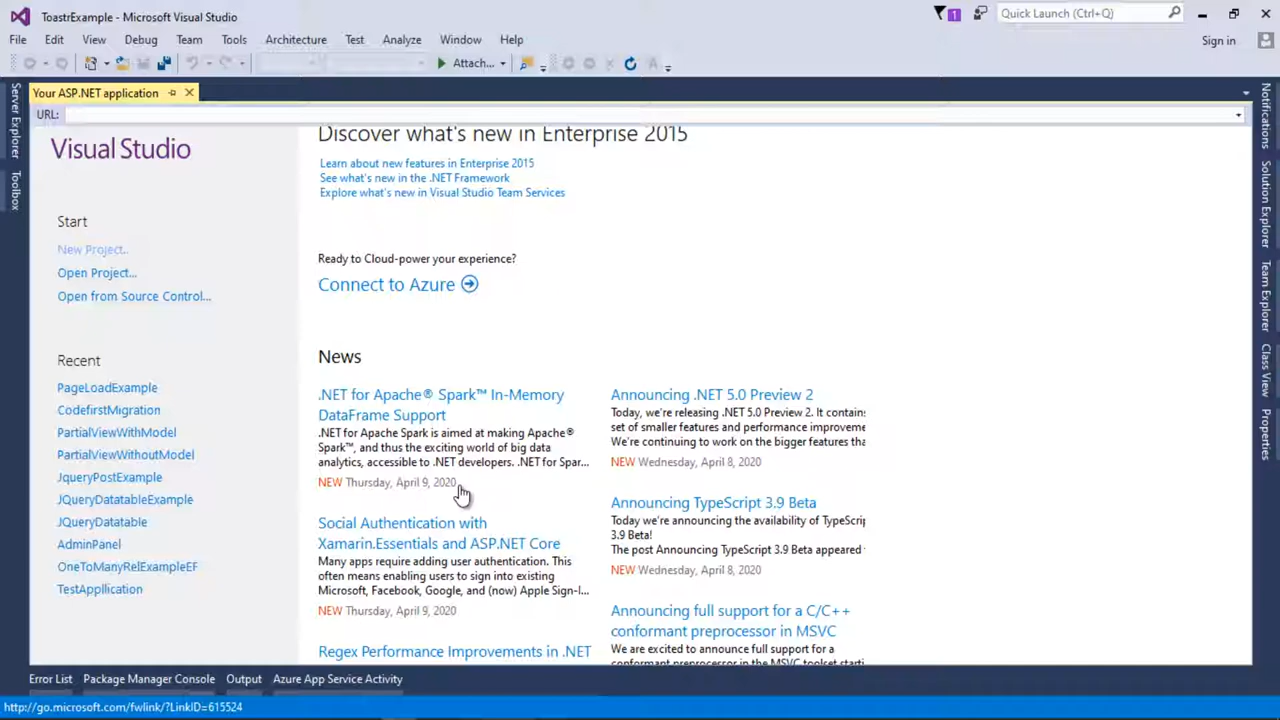 ToastrExample - Microsoft Visual Studio
1
Quick Launch (Ctrl+Q)
File Edit View Debug Team Tools Architecture Test Analyze Window Help
Sign in
Attach...
Your ASP.NET application
URL:
Server Explorer
Toolbox
Visual Studio
Start
New Project...
Open Project...
Open from Source Control...
Recent
PageLoadExample
CodefirstMigration
PartialViewWithModel
PartialViewWithoutModel
JqueryPostExample
JQueryDatatableExample
JQueryDatatable
AdminPanel
OneToManyRelExampleEF
TestAppllication
Discover what's new in Enterprise 2015
Learn about new features in Enterprise 2015
See what's new in the .NET Framework
Explore what's new in Visual Studio Team Services
Ready to Cloud-power your experience?
Connect to Azure
News
.NET for Apache® Spark™ In-Memory
DataFrame Support
.NET for Apache Spark is aimed at making Apache®
Spark™, and thus the exciting world of big data
analytics, accessible to .NET developers. .NET for Spar...
NEW Thursday, April 9, 2020
Social Authentication with
Xamarin.Essentials and ASP.NET Core
Many apps require adding user authentication. This
often means enabling users to sign into existing
Microsoft, Facebook, Google, and (now) Apple Sign-I...
NEW Thursday, April 9, 2020
Regex Performance Improvements in .NET
Announcing .NET 5.0 Preview 2
Today, we're releasing .NET 5.0 Preview 2. It contains
set of smaller features and performance improveme
We're continuing to work on the bigger features tha
NEW Wednesday, April 8, 2020
Announcing TypeScript 3.9 Beta
Today we're announcing the availability of TypeScrip
3.9 Beta!
The post Announcing TypeScript 3.9 Beta appeared
NEW Wednesday, April 8, 2020
Announcing full support for a C/C++
conformant preprocessor in MSVC
We are excited to announce full support for a
conformant preprocessor in the MSVC toolset starti
Notifications
Solution Explorer
Team Explorer
Class View
Properties
Error List Package Manager Console Output Azure App Service Activity
http://go.microsoft.com/fwlink/?LinkID=615524